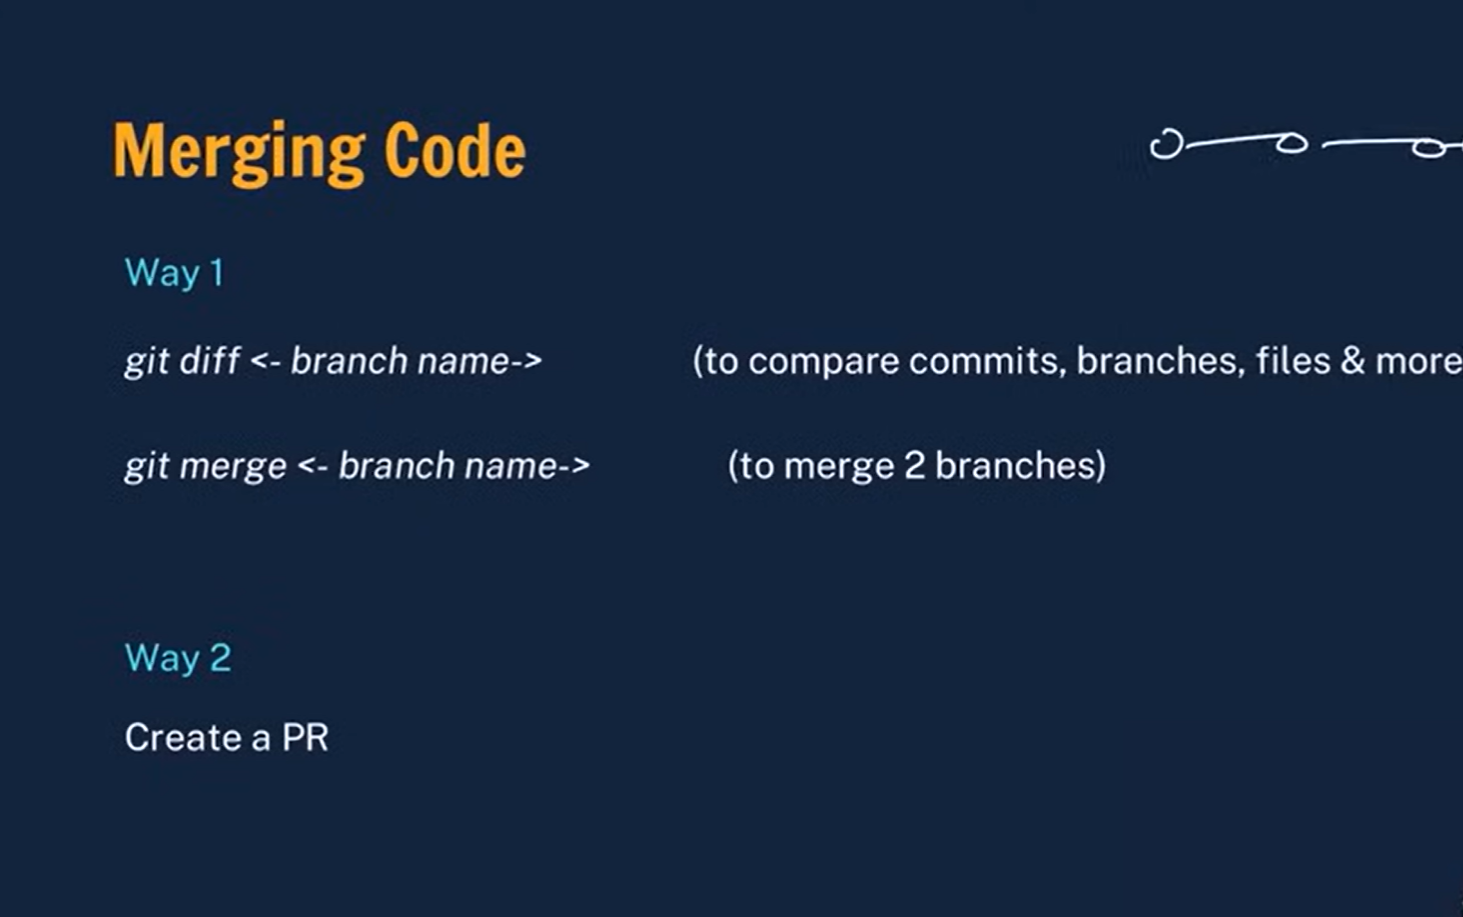 Merging Code
Way 1
git diff <- branch name-> (to compare commits, branches, files & more
git merge <- branch name-> (to merge 2 branches)
Way 2
Create a PR